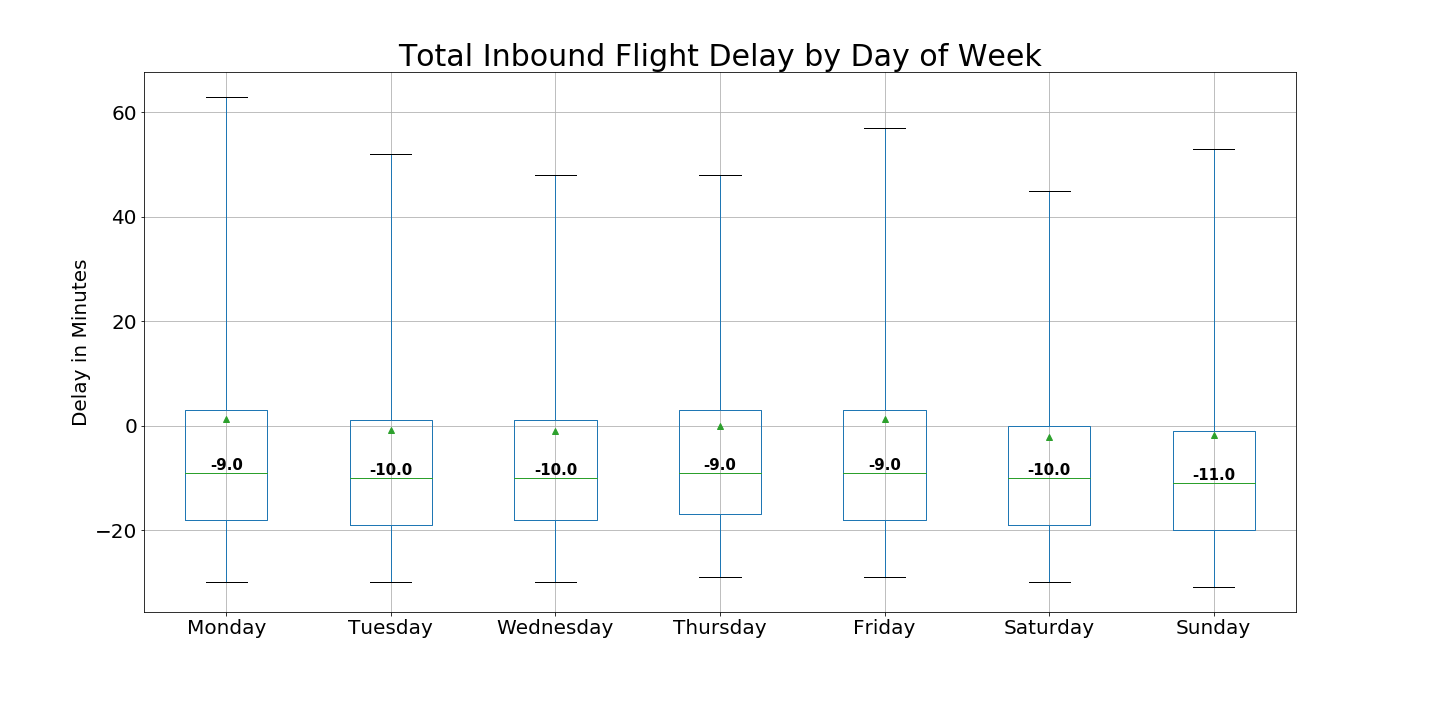 Total Inbound Flight Delay by Day of Week
Delay in Minutes
60
40
20
0
−20
-9.0
-10.0
-10.0
-9.0
-9.0
-10.0
-11.0
Monday
Tuesday
Wednesday
Thursday
Friday
Saturday
Sunday